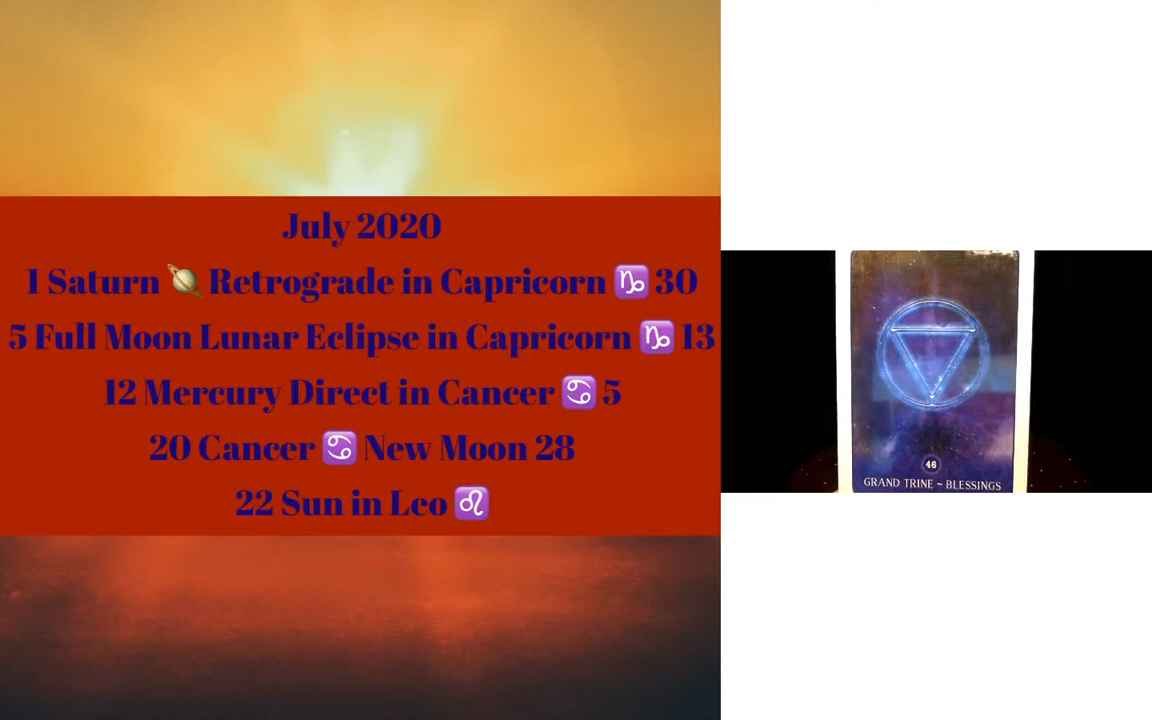 July 2020
1 Saturn 🪐 Retrograde in Capricorn ♑ 30
5 Full Moon Lunar Eclipse in Capricorn ♑ 13
12 Mercury Direct in Cancer ♋ 5
20 Cancer ♋ New Moon 28
22 Sun in Leo ♌
46
GRAND TRINE ~ BLESSINGS